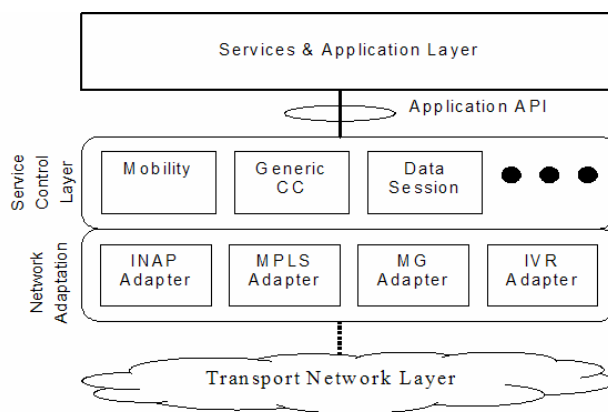 Services & Application Layer
Application API
Service
Control
Layer
Mobility
Generic
CC
Data
Session
Network
Adaptation
INAP
Adapter
MPLS
Adapter
MG
Adapter
IVR
Adapter
Transport Network Layer